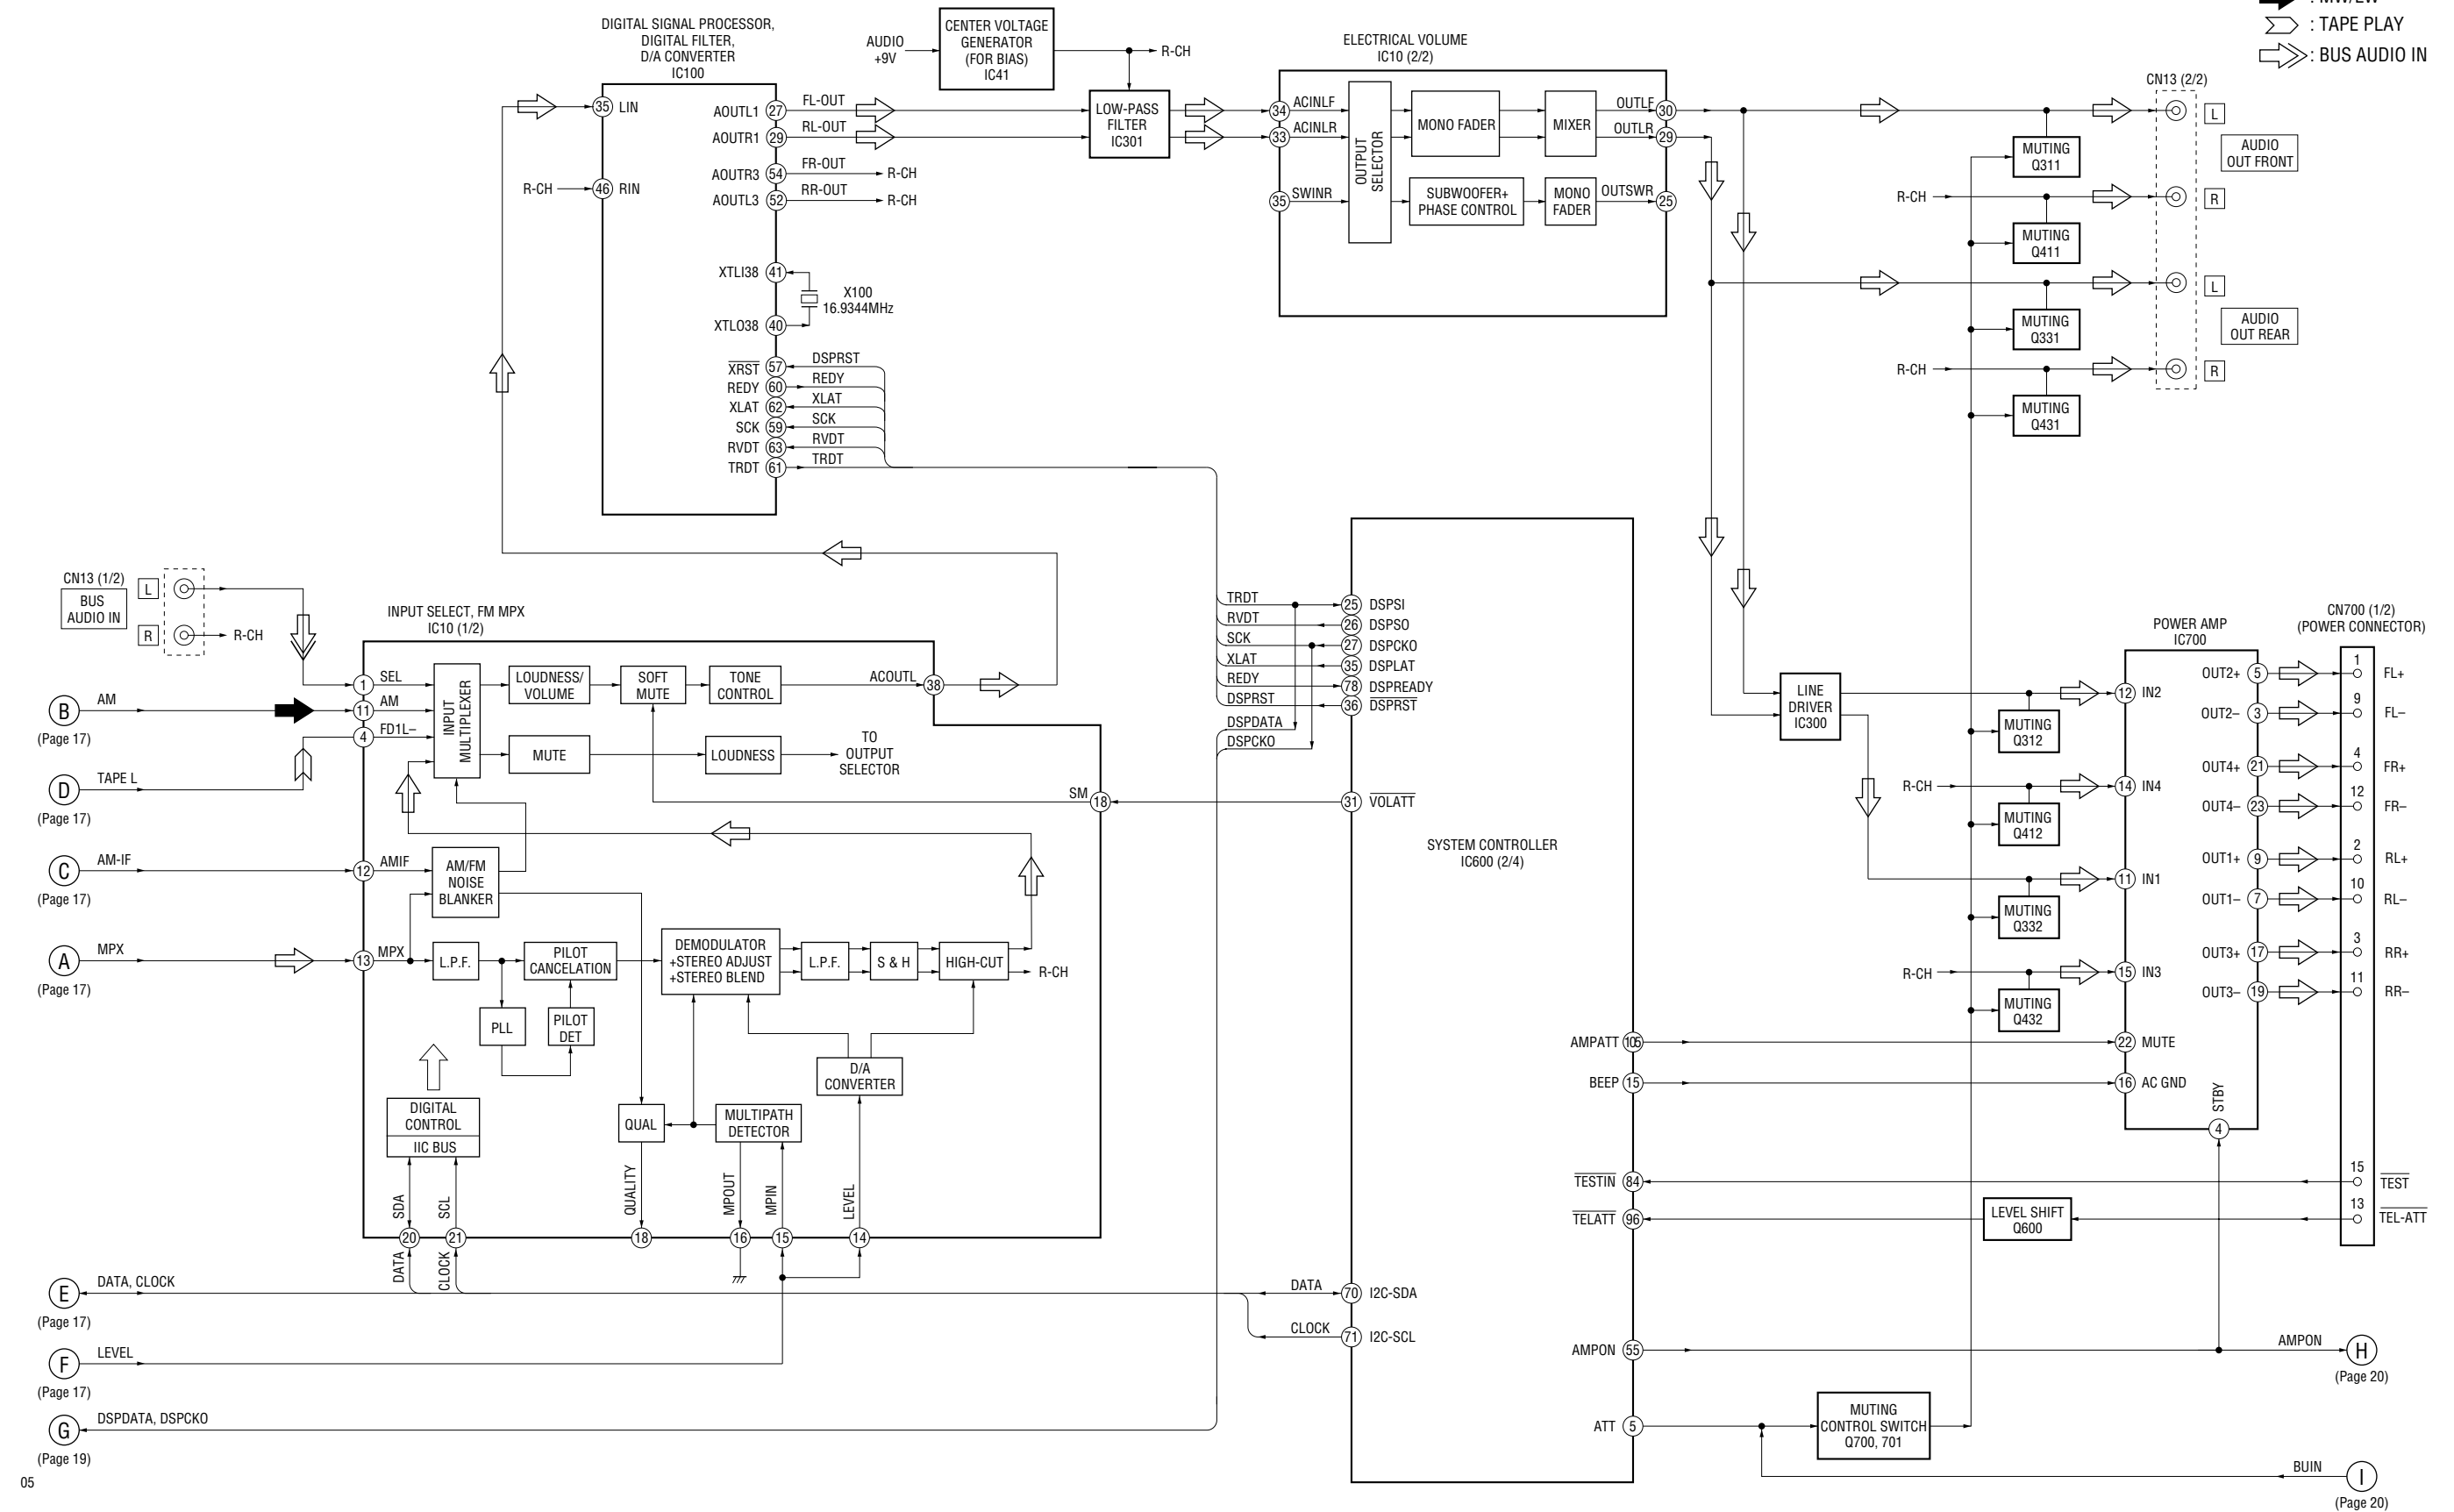 : MW/LW
: TAPE PLAY
: BUS AUDIO IN
DIGITAL SIGNAL PROCESSOR,
DIGITAL FILTER,
D/A CONVERTER
IC100
35 LIN
R-CH 46 RIN
AOUTL1 27 FL-OUT
AOUTR1 29 RL-OUT
AOUTR3 54 FR-OUT R-CH
AOUTL3 52 RR-OUT R-CH
XTLI38 41
X100
16.9344MHz
XTLO38 40
XRST 57 DSPRST
REDY 60 REDY
XLAT 62 XLAT
SCK 59 SCK
RVDT 63 RVDT
TRDT 61 TRDT
AUDIO
+9V
CENTER VOLTAGE
GENERATOR
(FOR BIAS)
IC41
R-CH
LOW-PASS
FILTER
IC301
ELECTRICAL VOLUME
IC10 (2/2)
34 ACINLF
33 ACINLR
35 SWINR
OUTPUT
SELECTOR
MONO FADER
MIXER
SUBWOOFER+
PHASE CONTROL
MONO
FADER
OUTLF 30
OUTLR 29
OUTSWR 25
CN13 (2/2)
L
R
AUDIO
OUT FRONT
L
R
AUDIO
OUT REAR
MUTING
Q311
R-CH
MUTING
Q411
MUTING
Q331
R-CH
MUTING
Q431
CN13 (1/2)
BUS
AUDIO IN
L
R
R-CH
INPUT SELECT, FM MPX
IC10 (1/2)
B AM
(Page 17)
D TAPE L
(Page 17)
C AM-IF
(Page 17)
A MPX
(Page 17)
1 SEL
11 AM
4 FD1L–
12 AMIF
13 MPX
INPUT
MULTIPLEXER
LOUDNESS/
VOLUME
SOFT
MUTE
TONE
CONTROL
ACOUTL 38
MUTE
LOUDNESS
TO
OUTPUT
SELECTOR
SM 18
AM/FM
NOISE
BLANKER
L.P.F.
PILOT
CANCELATION
DEMODULATOR
+STEREO ADJUST
+STEREO BLEND
L.P.F.
S & H
HIGH-CUT
R-CH
PLL
PILOT
DET
D/A
CONVERTER
DIGITAL
CONTROL
IIC BUS
QUAL
MULTIPATH
DETECTOR
SDA
SCL
QUALITY
MPOUT
MPIN
LEVEL
20
21
18
16
15
14
DATA
CLOCK
E DATA, CLOCK
(Page 17)
F LEVEL
(Page 17)
G DSPDATA, DSPCKO
(Page 19)
05
SYSTEM CONTROLLER
IC600 (2/4)
TRDT 25 DSPSI
RVDT 26 DSPSO
SCK 27 DSPCKO
XLAT 35 DSPLAT
REDY 78 DSPREADY
DSPRST 36 DSPRST
DSPDATA
DSPCKO
31 VOLATT
DATA 70 I2C-SDA
CLOCK 71 I2C-SCL
AMPATT 105
BEEP 15
TESTIN 84
TELATT 96
AMPON 55
ATT 5
LINE
DRIVER
IC300
MUTING
Q312
R-CH
MUTING
Q412
MUTING
Q332
R-CH
MUTING
Q432
POWER AMP
IC700
12 IN2
14 IN4
11 IN1
15 IN3
22 MUTE
16 AC GND
STBY
4
OUT2+ 5
OUT2– 3
OUT4+ 21
OUT4– 23
OUT1+ 9
OUT1– 7
OUT3+ 17
OUT3– 19
CN700 (1/2)
(POWER CONNECTOR)
1 FL+
9 FL–
4 FR+
12 FR–
2 RL+
10 RL–
3 RR+
11 RR–
15 TEST
13 TEL-ATT
LEVEL SHIFT
Q600
AMPON H
(Page 20)
MUTING
CONTROL SWITCH
Q700, 701
BUIN I
(Page 20)